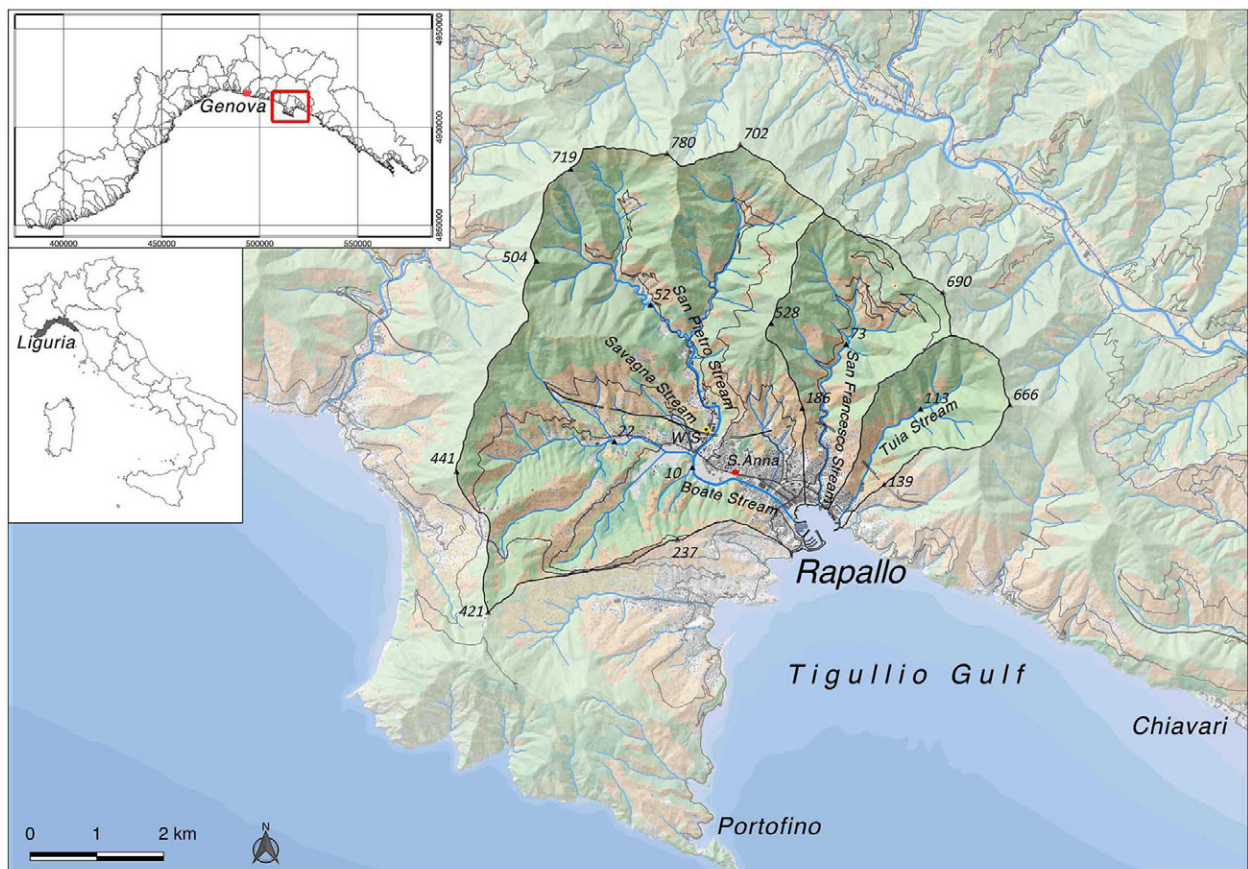 4950000
Genova
4900000
4850000
400000
450000
500000
550000
Liguria
702
780
719
504
690
52
528
San Pietro Stream
73
Savagna Stream
San Francesco Stream
666
186
113
Tuia Stream
22
W.S.
441
S.Anna
10
139
Boate Stream
237
Rapallo
421
Tigullio Gulf
Chiavari
Portofino
0 1 2 km
N